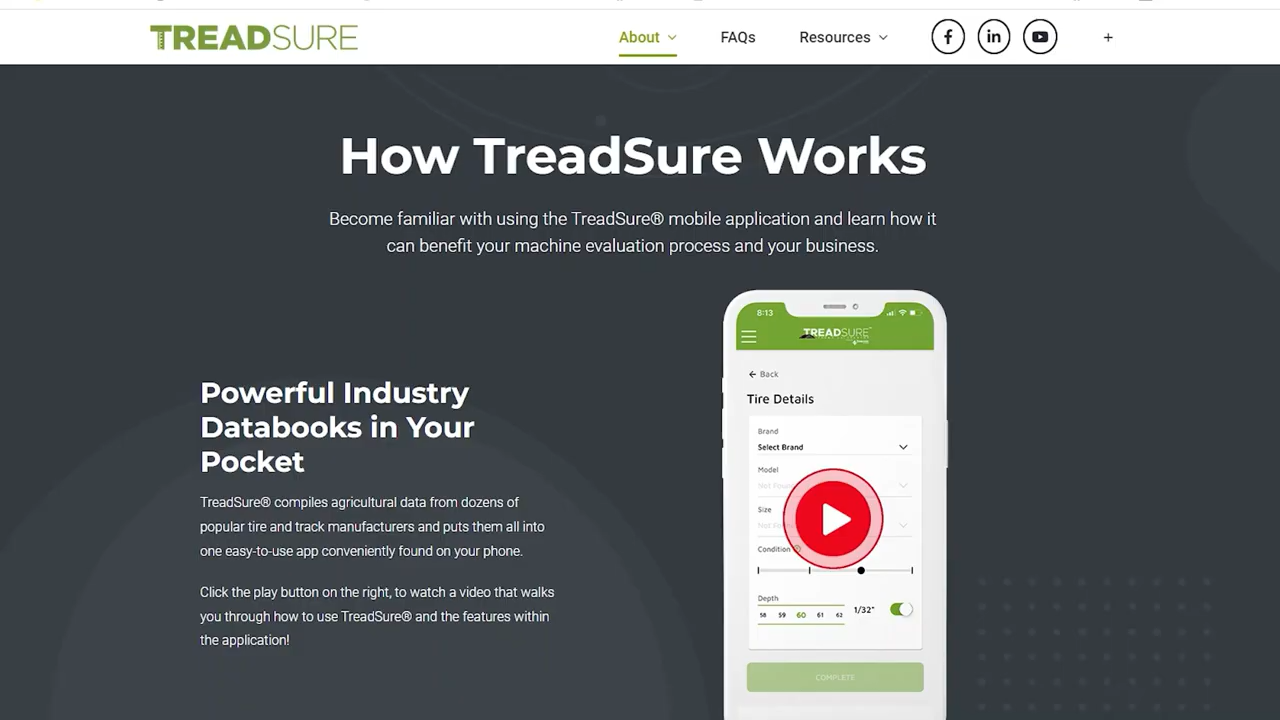 TREADSURE
About
FAQs
Resources
+
How TreadSure Works
Become familiar with using the TreadSure® mobile application and learn how it
can benefit your machine evaluation process and your business.
Powerful Industry
Databooks in Your
Pocket
TreadSure® compiles agricultural data from dozens of
popular tire and track manufacturers and puts them all into
one easy-to-use app conveniently found on your phone.
Click the play button on the right, to watch a video that walks
you through how to use TreadSure® and the features within
the application!
8:13
TREADSURE
Back
Tire Details
Brand
Select Brand
Model
Size
Condition
Depth
58 59 60 61 62
1/32"
COMPLETE